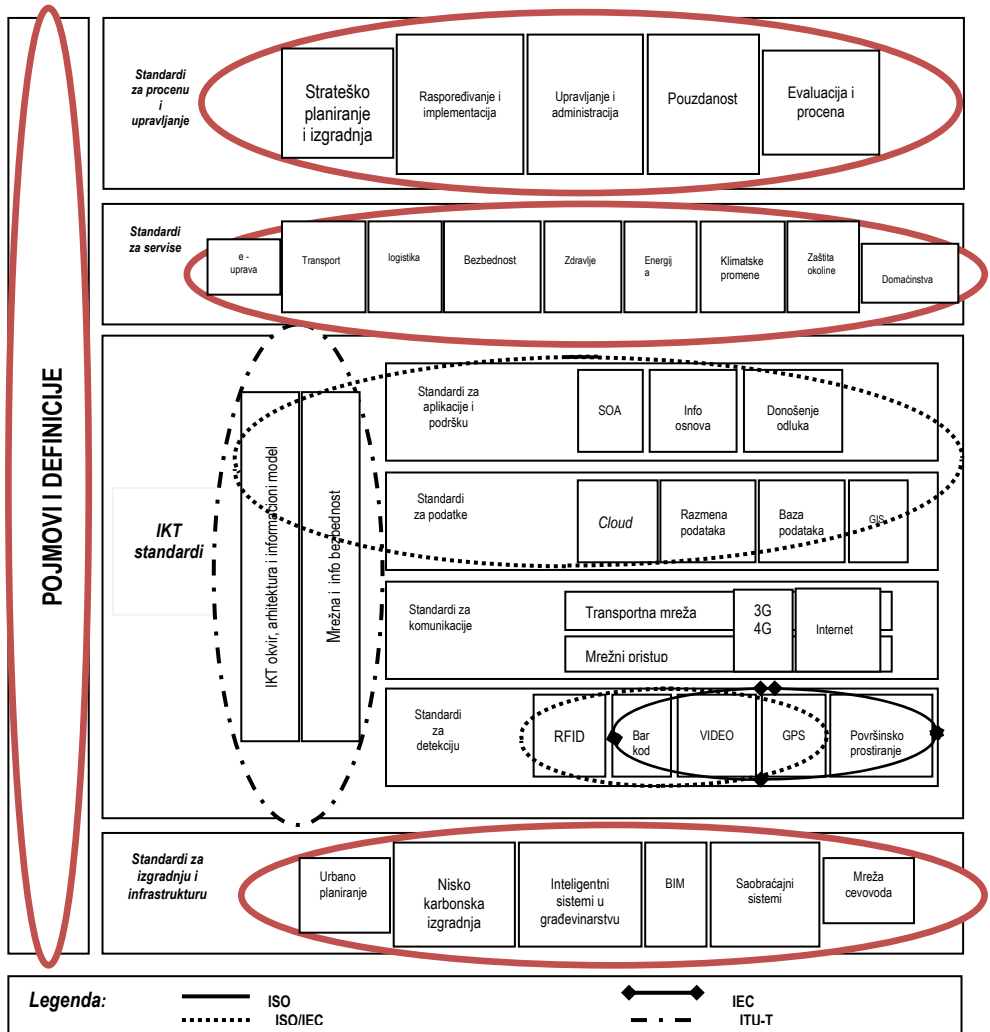 POJMOVI I DEFINICIJE
Standardi
za procenu
i
upravljanje
Strateško
planiranje
i izgradnja
Raspoređivanje i
implementacija
Upravljanje i
administracija
Pouzdanost
Evaluacija i
procena
Standardi
za servise
e -
uprava
Transport
logistika
Bezbednost
Zdravlje
Energij
a
Klimatske
promene
Zaštita
okoline
Domaćinstva
IKT
standardi
IKT okvir, arhitektura i informacioni model
Mrežna i info bezbednost
Standardi za
aplikacije i
podršku
SOA
Info
osnova
Donošenje
odluka
Standardi
za podatke
Cloud
Razmena
podataka
Baza
podataka
GIS
Standardi za
komunikacije
Transportna mreža
Mrežni pristup
3G
4G
Internet
Standardi
za
detekciju
RFID
Bar
kod
VIDEO
GPS
Površinsko
prostiranje
Standardi za
izgradnju i
infrastrukturu
Urbano
planiranje
Nisko
karbonska
izgradnja
Inteligentni
sistemi u
građevinarstvu
BIM
Saobraćajni
sistemi
Mreža
cevovoda
Legenda:
ISO
IEC
ISO/IEC
ITU-T